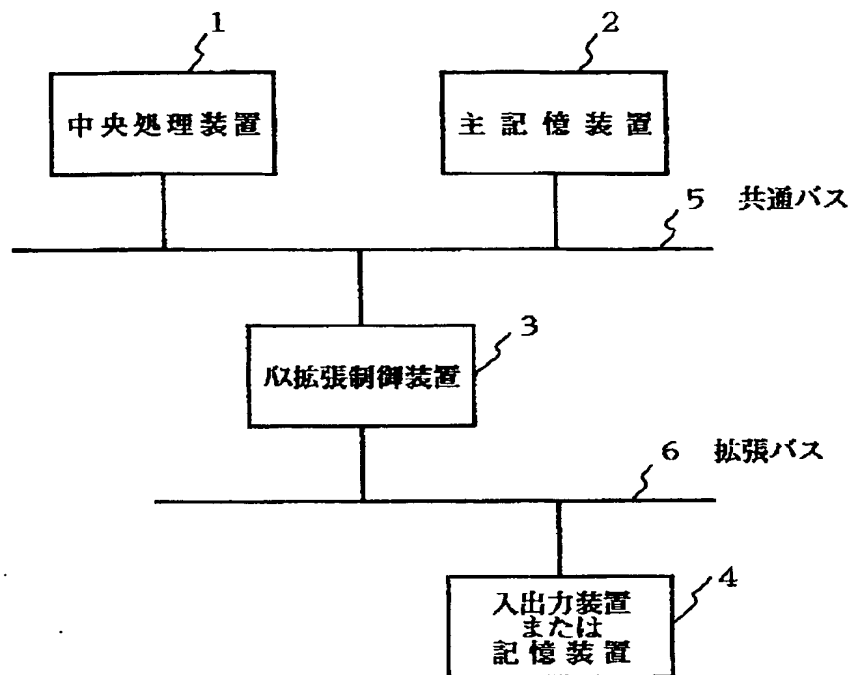 1
2
中央処理装置
主記憶装置
5 共通バス
3
バス拡張制御装置
6 拡張バス
4
入出力装置
または
記憶装置